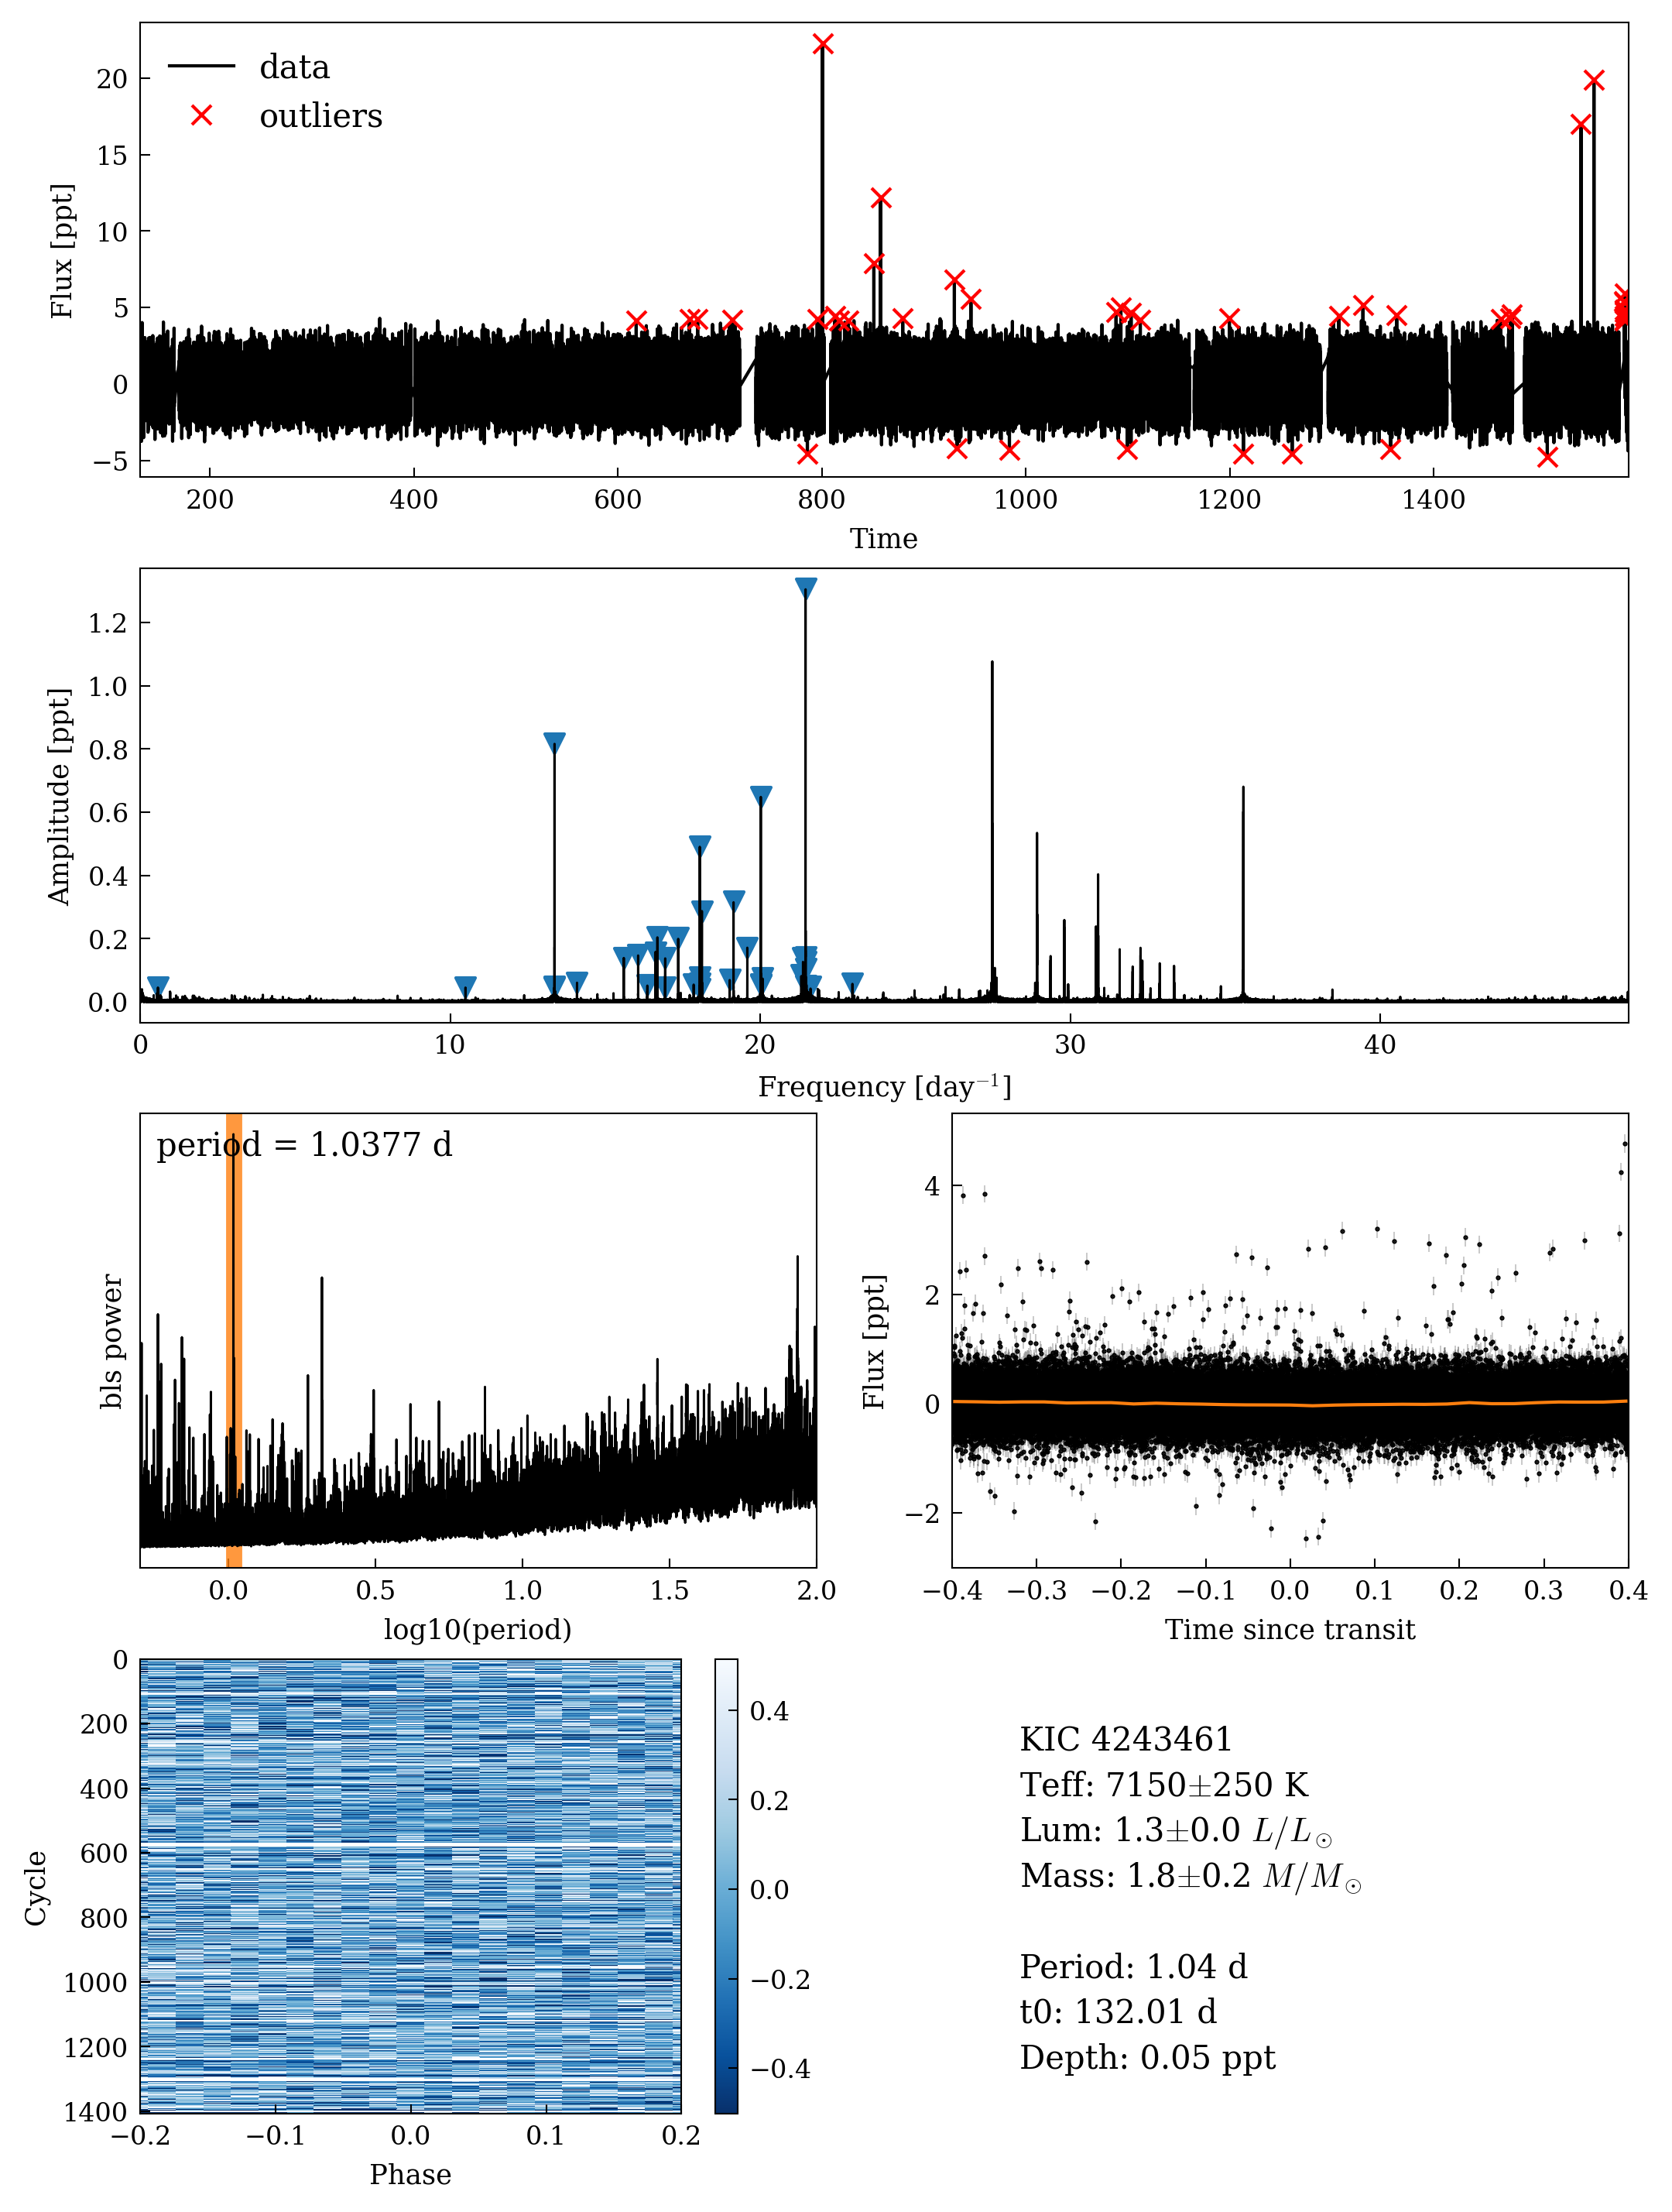 data
outliers
20
15
10
5
0
−5
Flux [ppt]
200 400 600 800 1000 1200 1400
Time
1.2
1.0
0.8
0.6
0.4
0.2
0.0
Amplitude [ppt]
0 10 20 30 40
Frequency [day⁻¹]
period = 1.0377 d
bls power
0.0 0.5 1.0 1.5 2.0
log10(period)
4
2
0
−2
Flux [ppt]
−0.4 −0.3 −0.2 −0.1 0.0 0.1 0.2 0.3 0.4
Time since transit
0
200
400
600
800
1000
1200
1400
Cycle
−0.2 −0.1 0.0 0.1 0.2
Phase
0.4
0.2
0.0
−0.2
−0.4
KIC 4243461
Teff: 7150±250 K
Lum: 1.3±0.0 L/L⊙
Mass: 1.8±0.2 M/M⊙
Period: 1.04 d
t0: 132.01 d
Depth: 0.05 ppt